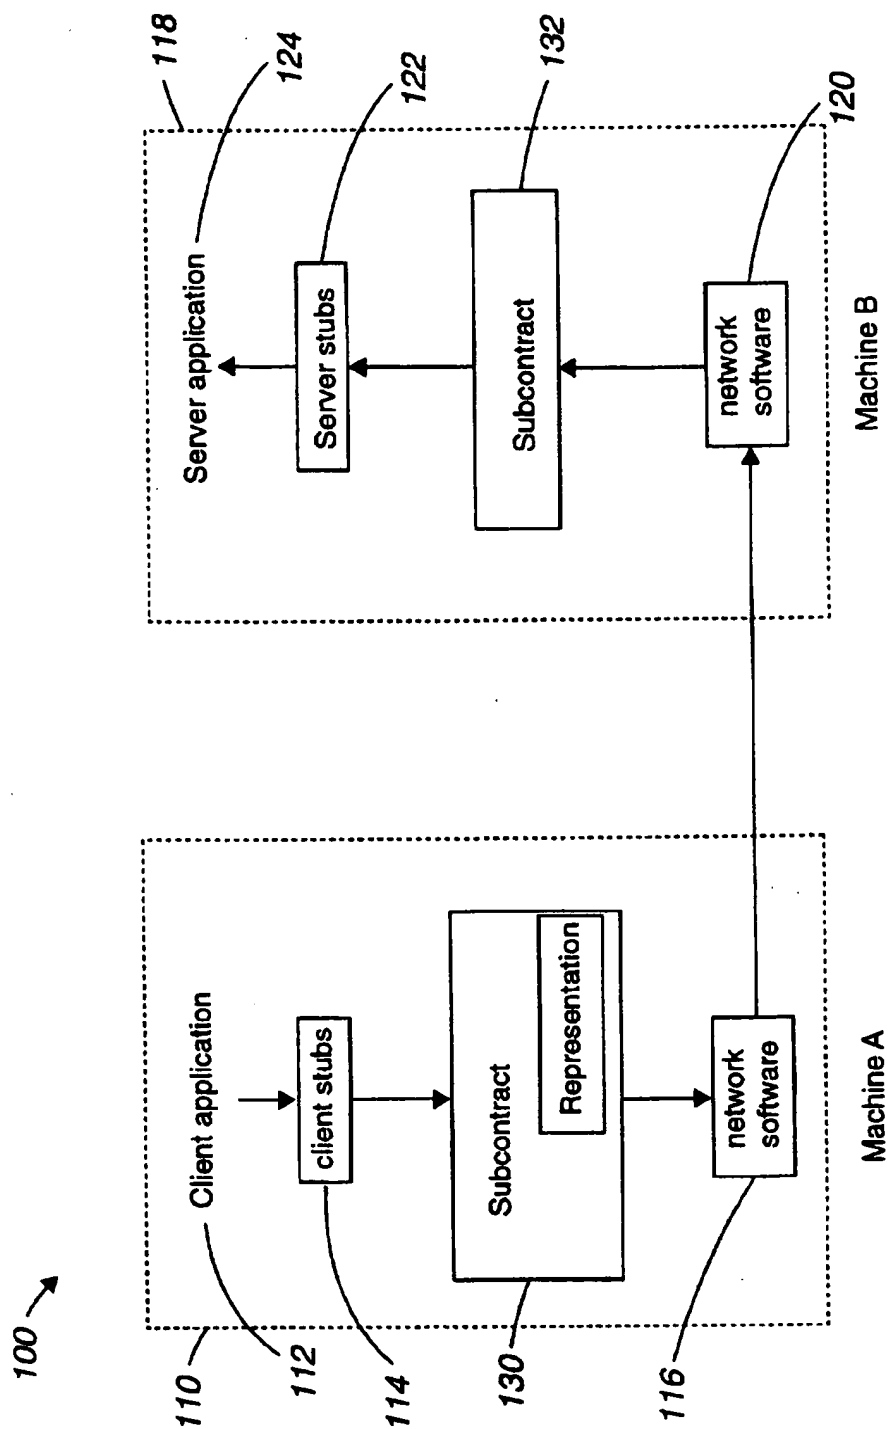 100
110
112
Client application
114
client stubs
130
Subcontract
Representation
116
network
software
Machine A
118
124
Server application
122
Server stubs
132
Subcontract
120
network
software
Machine B